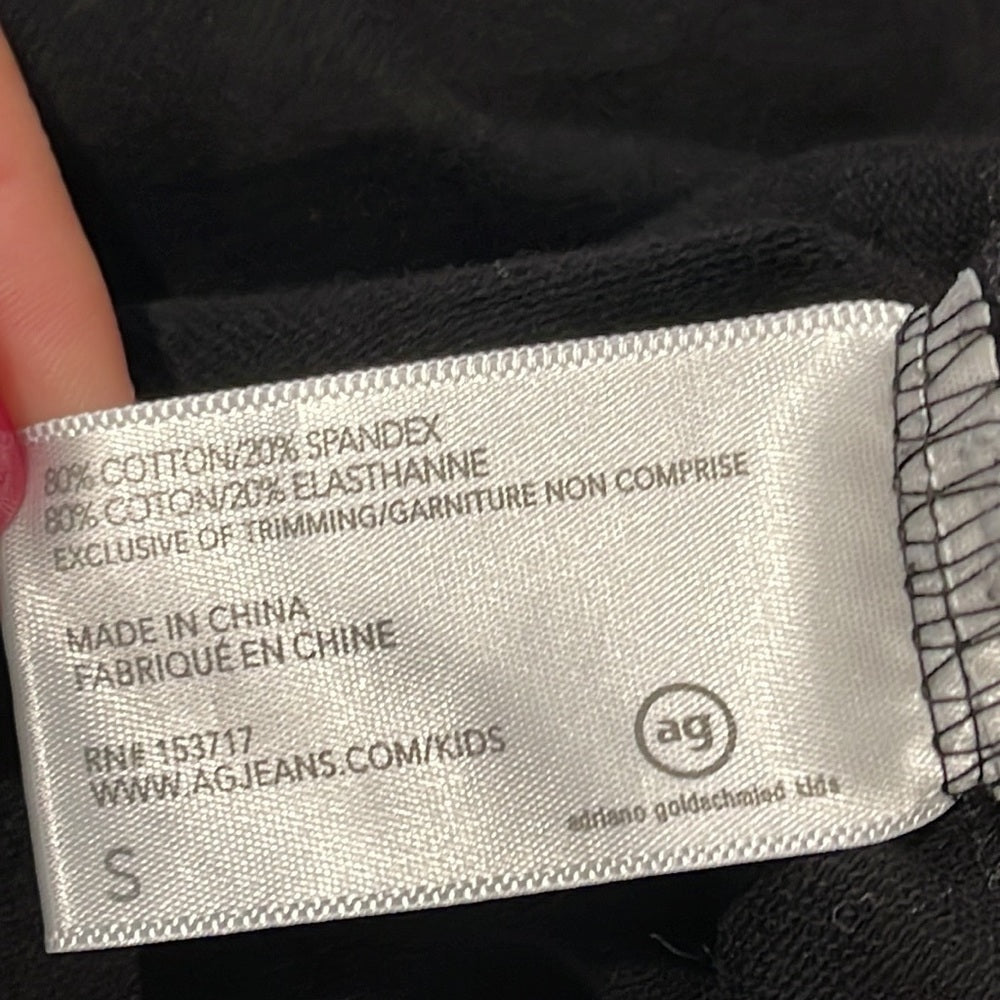 80% COTTON/20% SPANDEX
80% COTON/20% ELASTHANNE
EXCLUSIVE OF TRIMMING/GARNITURE NON COMPRISE
MADE IN CHINA
FABRIQUÉ EN CHINE
RN# 153717
WWW.AGJEANS.COM/KIDS
ag
adriano goldschmied kids
S